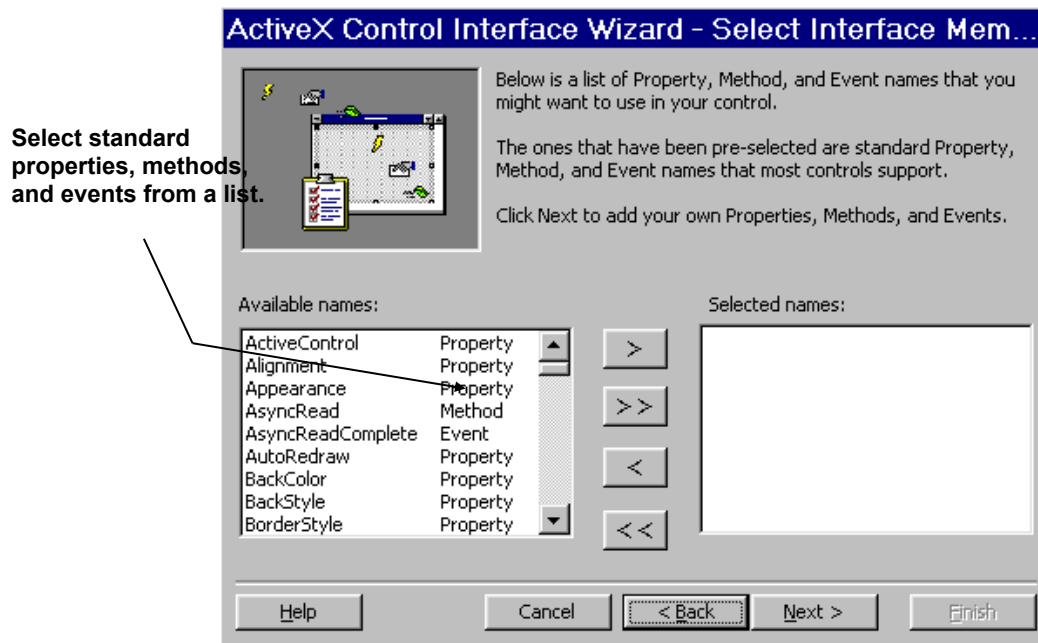 ActiveX Control Interface Wizard - Select Interface Mem...
Below is a list of Property, Method, and Event names that you
might want to use in your control.
The ones that have been pre-selected are standard Property,
Method, and Event names that most controls support.
Click Next to add your own Properties, Methods, and Events.
Select standard
properties, methods,
and events from a list.
Available names:
Selected names:
ActiveControl Property
Alignment Property
Appearance Property
AsyncRead Method
AsyncReadComplete Event
AutoRedraw Property
BackColor Property
BackStyle Property
BorderStyle Property
>
>>
<
<<
Help
Cancel
< Back
Next >
Finish